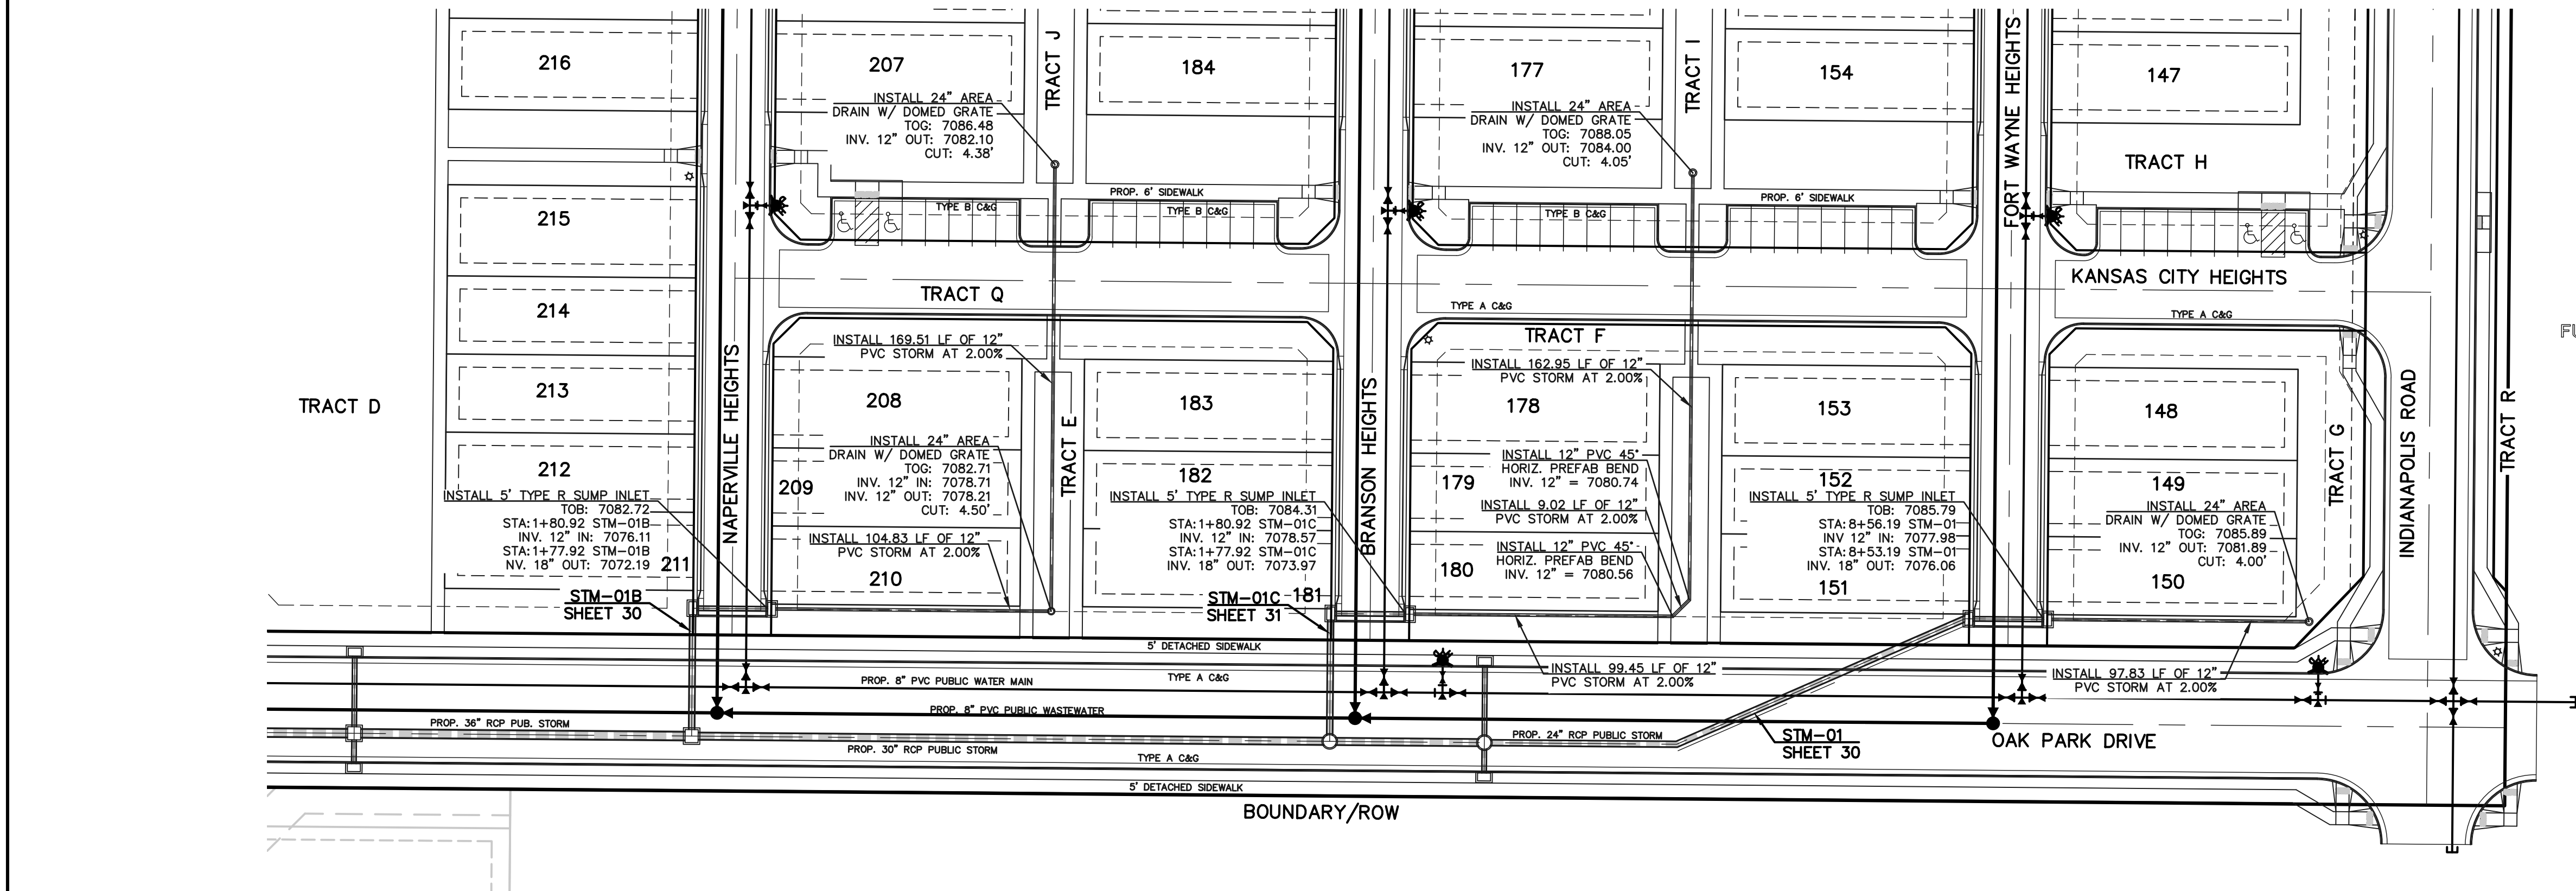 216
207
TRACT J
184
177
TRACT I
154
FORT WAYNE HEIGHTS
147
INSTALL 24" AREA
DRAIN W/ DOMED GRATE
TOG: 7086.48
INV. 12" OUT: 7082.10
CUT: 4.38'
INSTALL 24" AREA
DRAIN W/ DOMED GRATE
TOG: 7088.05
INV. 12" OUT: 7084.00
CUT: 4.05'
TRACT H
PROP. 6' SIDEWALK
TYPE B C&G
TYPE B C&G
TYPE B C&G
PROP. 6' SIDEWALK
215
214
213
TRACT Q
TYPE A C&G
KANSAS CITY HEIGHTS
TYPE A C&G
TRACT D
NAPERVILLE HEIGHTS
INSTALL 169.51 LF OF 12"
PVC STORM AT 2.00%
208
TRACT E
183
BRANSON HEIGHTS
TRACT F
INSTALL 162.95 LF OF 12"
PVC STORM AT 2.00%
178
153
148
TRACT G
INDIANAPOLIS ROAD
TRACT R
FU
212
INSTALL 5' TYPE R SUMP INLET
TOB: 7082.72
STA:1+80.92 STM-01B
INV. 12" IN: 7076.11
STA:1+77.92 STM-01B
NV. 18" OUT: 7072.19
211
209
INSTALL 24" AREA
DRAIN W/ DOMED GRATE
TOG: 7082.71
INV. 12" IN: 7078.71
INV. 12" OUT: 7078.21
CUT: 4.50'
INSTALL 104.83 LF OF 12"
PVC STORM AT 2.00%
210
182
INSTALL 5' TYPE R SUMP INLET
TOB: 7084.31
STA:1+80.92 STM-01C
INV. 12" IN: 7078.57
STA:1+77.92 STM-01C
INV. 18" OUT: 7073.97
181
179
INSTALL 12" PVC 45°
HORIZ. PREFAB BEND
INV. 12" = 7080.74
INSTALL 9.02 LF OF 12"
PVC STORM AT 2.00%
INSTALL 12" PVC 45°
HORIZ. PREFAB BEND
INV. 12" = 7080.56
180
152
INSTALL 5' TYPE R SUMP INLET
TOB: 7085.79
STA:8+56.19 STM-01
INV 12" IN: 7077.98
STA:8+53.19 STM-01
INV. 18" OUT: 7076.06
151
149
INSTALL 24" AREA
DRAIN W/ DOMED GRATE
TOG: 7085.89
INV. 12" OUT: 7081.89
CUT: 4.00'
150
STM-01B
SHEET 30
STM-01C
SHEET 31
5' DETACHED SIDEWALK
INSTALL 99.45 LF OF 12"
PVC STORM AT 2.00%
INSTALL 97.83 LF OF 12"
PVC STORM AT 2.00%
PROP. 8" PVC PUBLIC WATER MAIN
TYPE A C&G
PROP. 8" PVC PUBLIC WASTEWATER
PROP. 36" RCP PUB. STORM
PROP. 30" RCP PUBLIC STORM
PROP. 24" RCP PUBLIC STORM
STM-01
SHEET 30
OAK PARK DRIVE
TYPE A C&G
5' DETACHED SIDEWALK
BOUNDARY/ROW